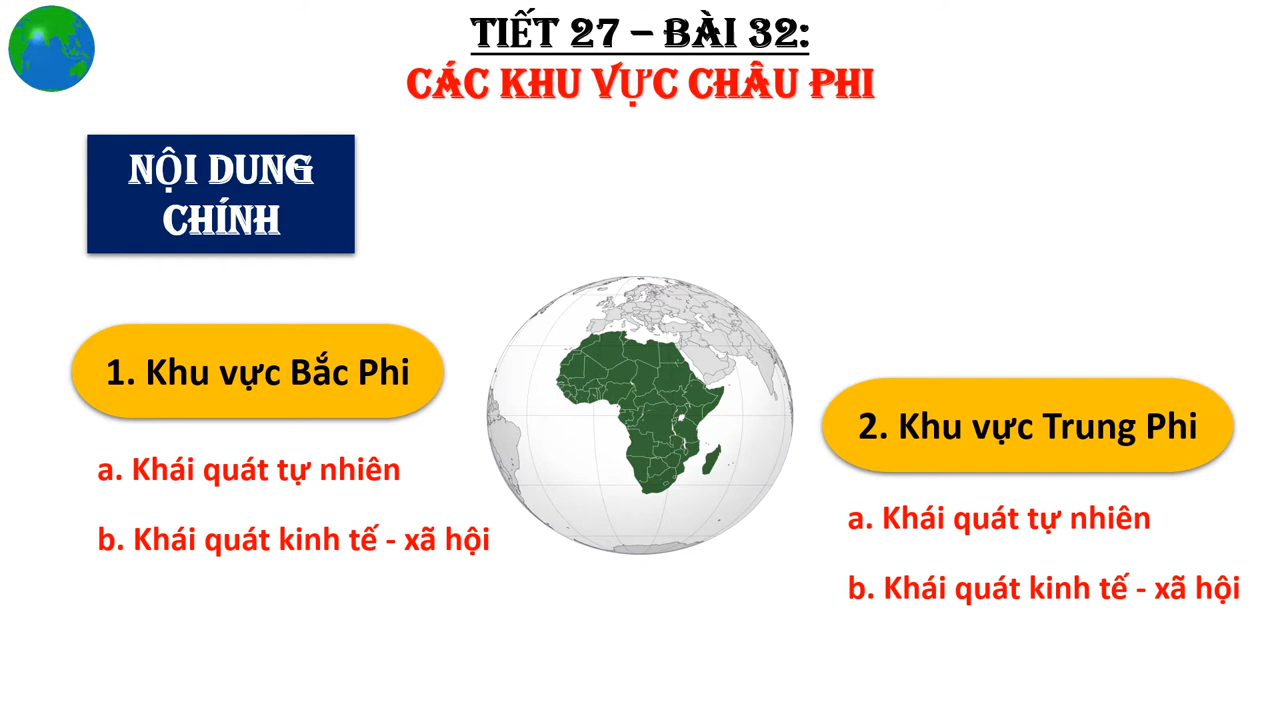 TIẾT 27 – BÀI 32:
CÁC KHU VỰC CHÂU PHI
NỘI DUNG
CHÍNH
1. Khu vực Bắc Phi
a. Khái quát tự nhiên
b. Khái quát kinh tế - xã hội
2. Khu vực Trung Phi
a. Khái quát tự nhiên
b. Khái quát kinh tế - xã hội